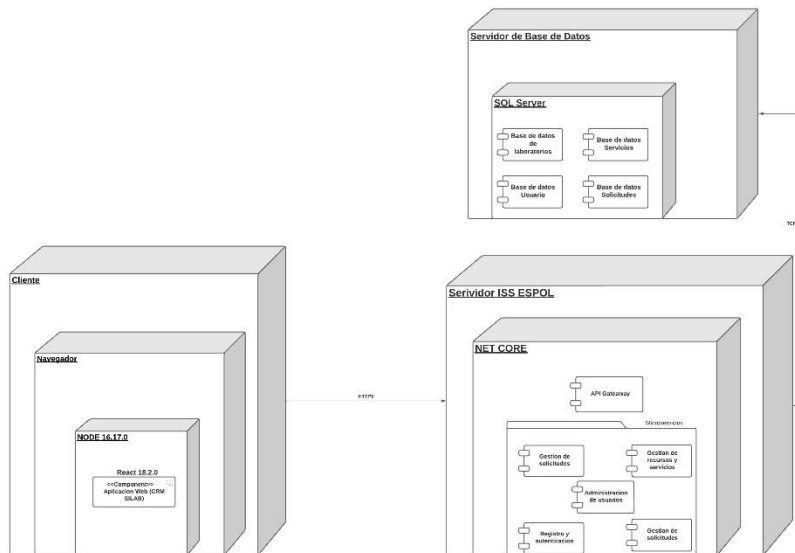 Servidor de Base de Datos
SQL Server
Base de datos
de
laboratorios
Base de datos
Servicios
Base de datos
Usuario
Base de datos
Solicitudes
TCP
Cliente
Navegador
NODE 16.17.0
React 18.2.0
<<Component>>
Aplicacion Web (CRM
SILAB)
HTTPS
Serividor ISS ESPOL
NET CORE
API Gateaway
Microservicios
Gestion de
solicitudes
Gestion de
recursos y
servicios
Administracion
de usuarios
Registro y
autenticacion
Gestion de
solicitudes